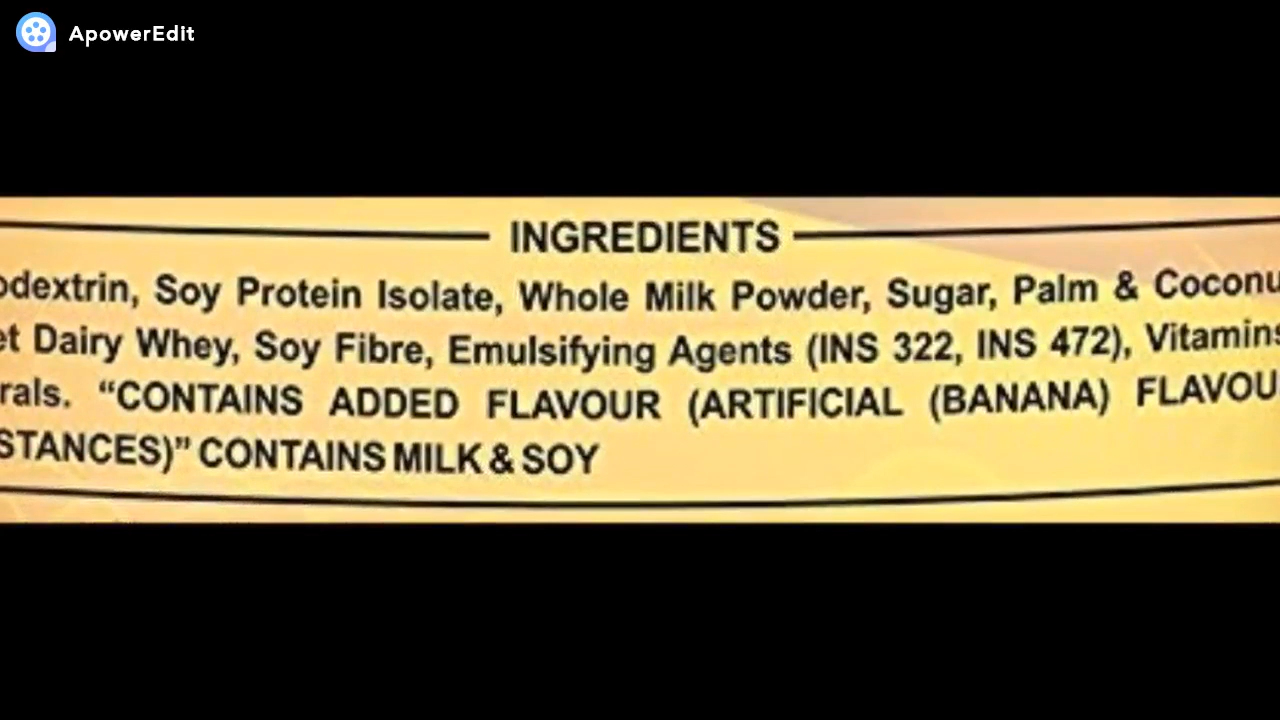 ApowerEdit
INGREDIENTS
odextrin, Soy Protein Isolate, Whole Milk Powder, Sugar, Palm & Coconu
et Dairy Whey, Soy Fibre, Emulsifying Agents (INS 322, INS 472), Vitamins
rals. “CONTAINS ADDED FLAVOUR (ARTIFICIAL (BANANA) FLAVOU
STANCES)” CONTAINS MILK & SOY